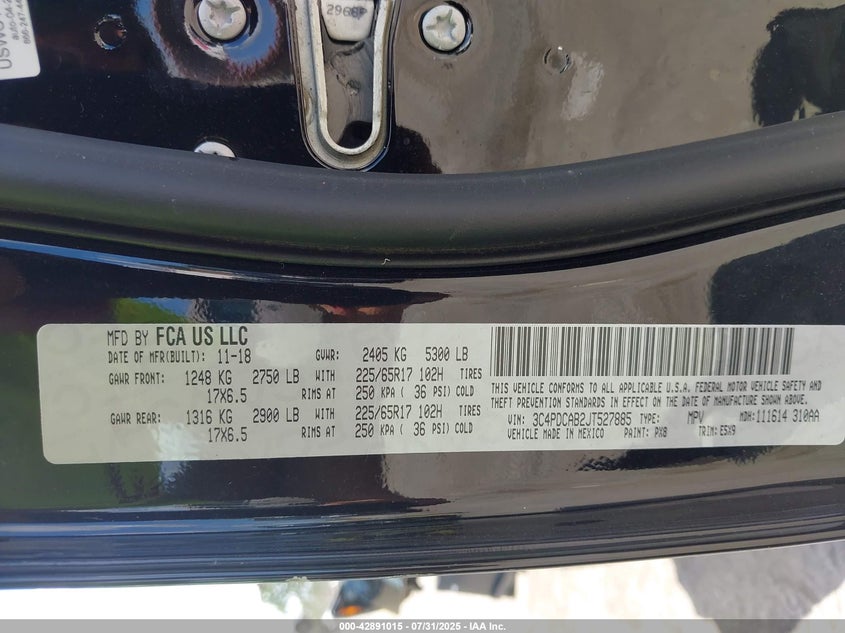 2966F
MFD BY FCA US LLC
DATE OF MFR(BUILT): 11-18 GVWR: 2405 KG 5300 LB
GAWR FRONT: 1248 KG 2750 LB WITH 225/65R17 102H TIRES
17X6.5 RIMS AT 250 KPA ( 36 PSI) COLD
GAWR REAR: 1316 KG 2900 LB WITH 225/65R17 102H TIRES
17X6.5 RIMS AT 250 KPA ( 36 PSI) COLD
THIS VEHICLE CONFORMS TO ALL APPLICABLE U.S.A. FEDERAL MOTOR VEHICLE SAFETY AND
THEFT PREVENTION STANDARDS IN EFFECT ON THE DATE OF MANUFACTURE SHOWN ABOVE.
VIN: 3C4PDCAB2JT527885 TYPE: MPV MDH: 111614 310AA
VEHICLE MADE IN MEXICO PAINT: PX8 TRIM: E5X9
000-42891015 - 07/31/2025 - IAA Inc.